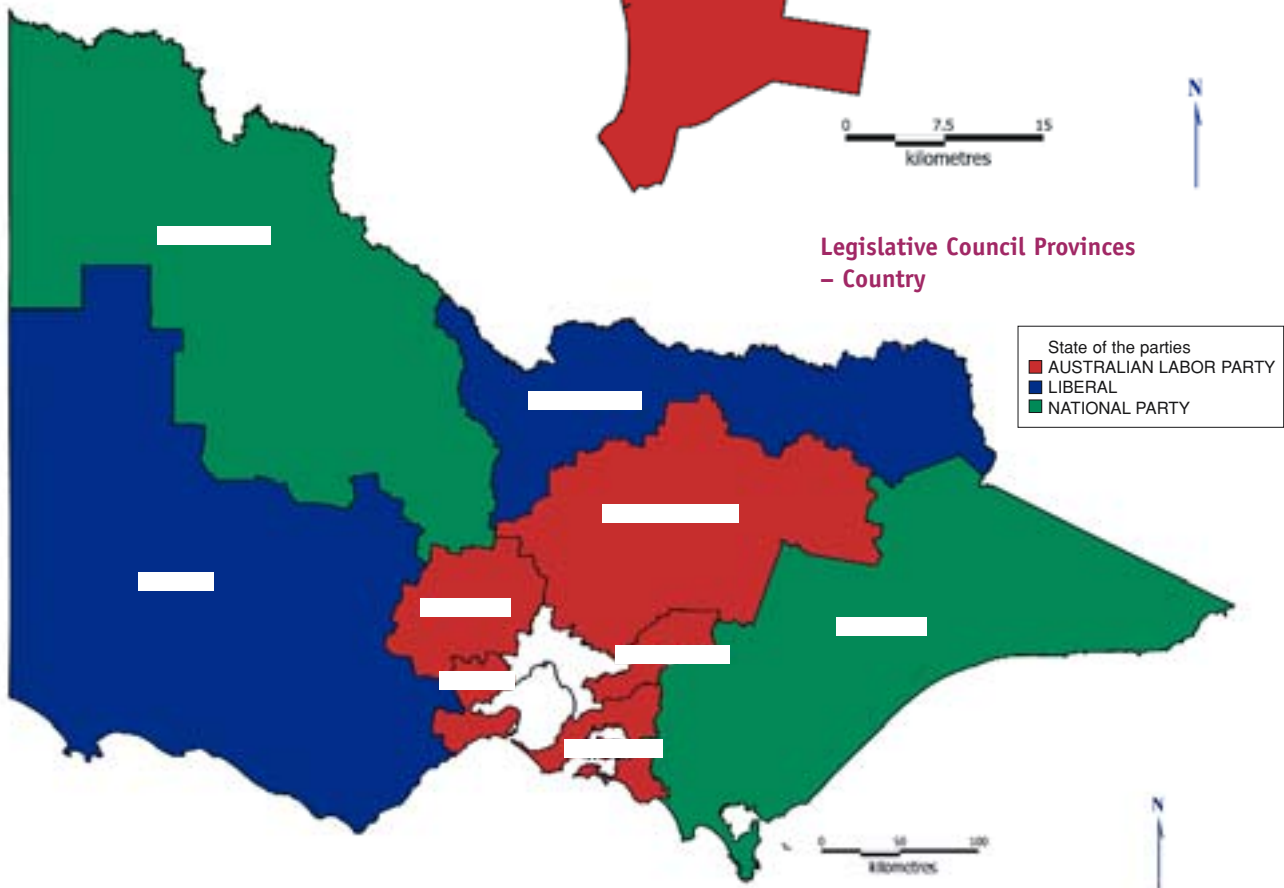 N
0 7.5 15
kilometres
Legislative Council Provinces
– Country
State of the parties
AUSTRALIAN LABOR PARTY
LIBERAL
NATIONAL PARTY
N
0 50 100
kilometres